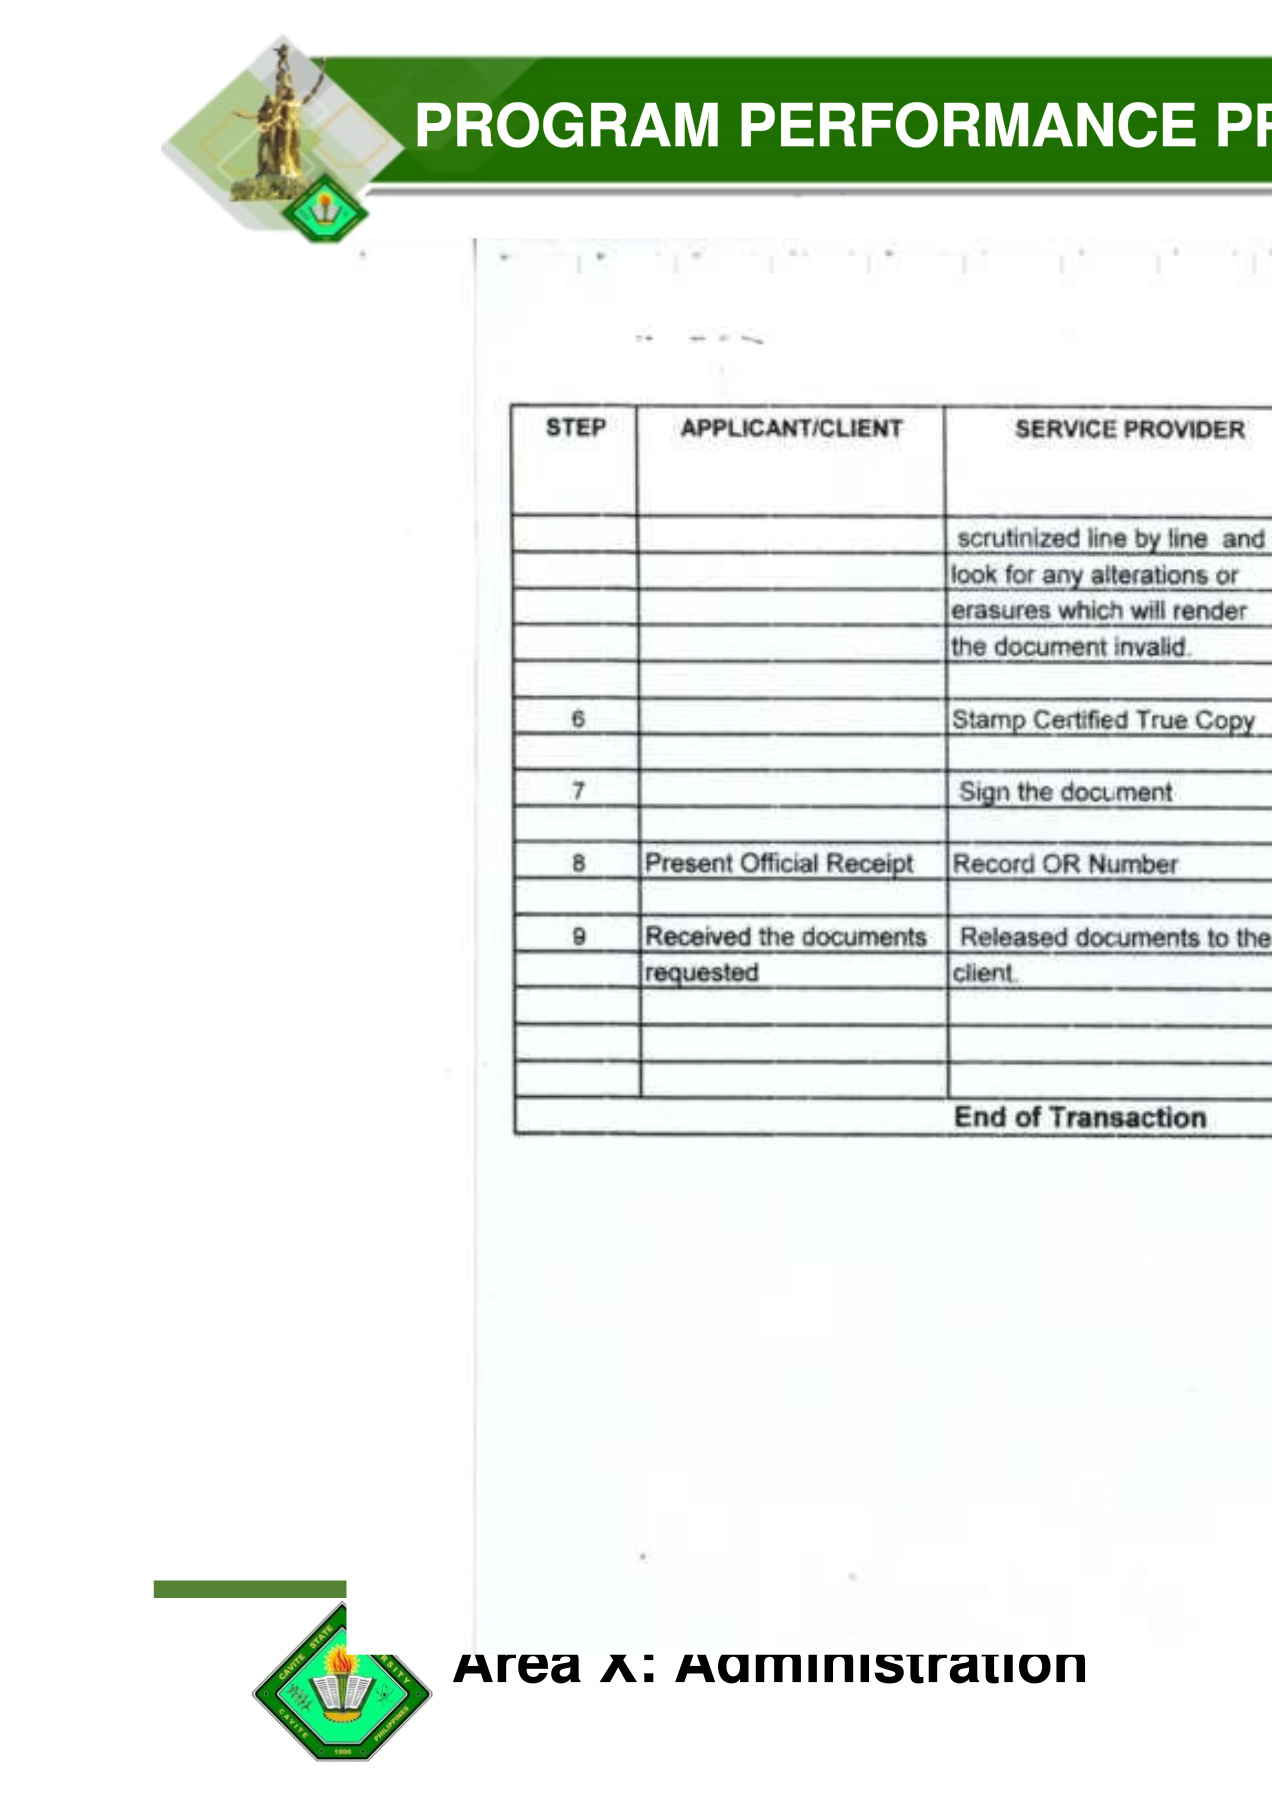 PROGRAM PERFORMANCE PR
STEP APPLICANT/CLIENT SERVICE PROVIDER
scrutinized line by line and
look for any alterations or
erasures which will render
the document invalid.
6 Stamp Certified True Copy
7 Sign the document
8 Present Official Receipt Record OR Number
9 Received the documents Released documents to the
requested client.
End of Transaction
Area X: Administration
CAVITE STATE RSITY
CAVITE 1906 PHILIPPINES